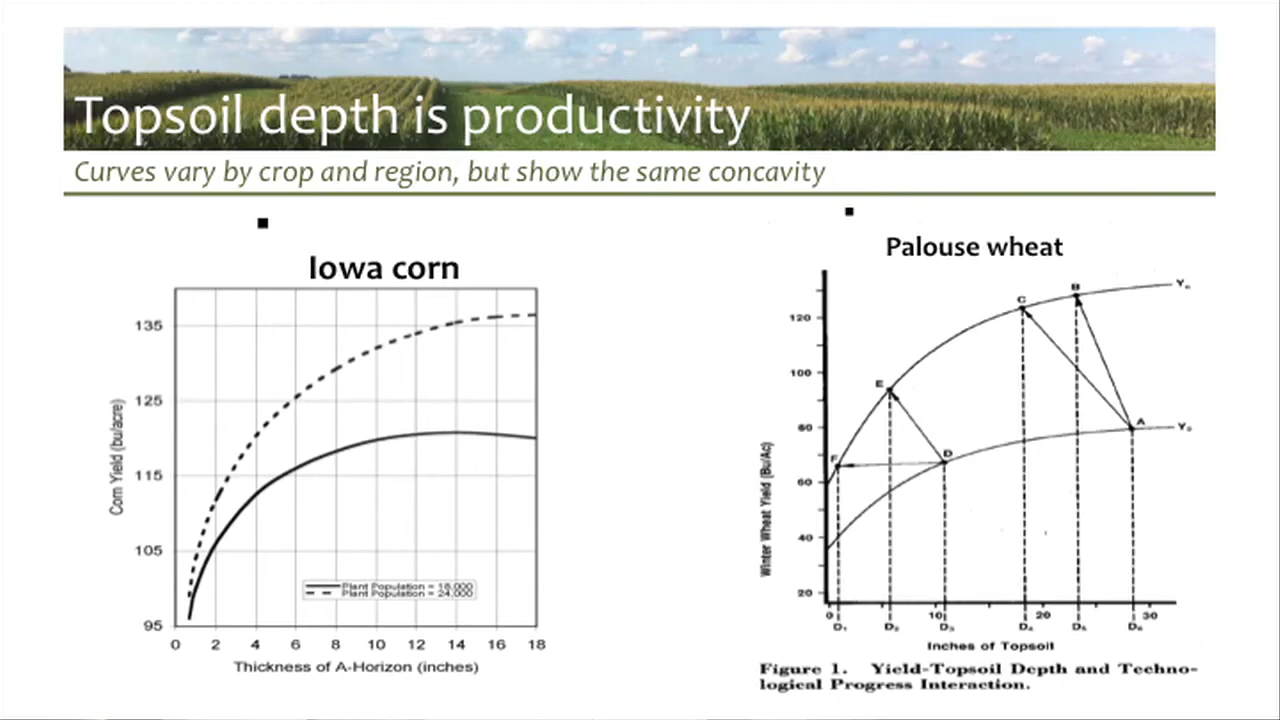 Topsoil depth is productivity
Curves vary by crop and region, but show the same concavity
Iowa corn
135
125
115
105
95
Corn Yield (bu/acre)
Plant Population = 18,000
Plant Population = 24,000
0 2 4 6 8 10 12 14 16 18
Thickness of A-Horizon (inches)
Palouse wheat
120
100
80
60
40
20
Winter Wheat Yield (Bu/Ac)
C B
E
A
D
F
0 10 20 30
D₁ D₂ D₃ D₄ D₅ D₆
Inches of Topsoil
Figure 1. Yield-Topsoil Depth and Techno-
logical Progress Interaction.